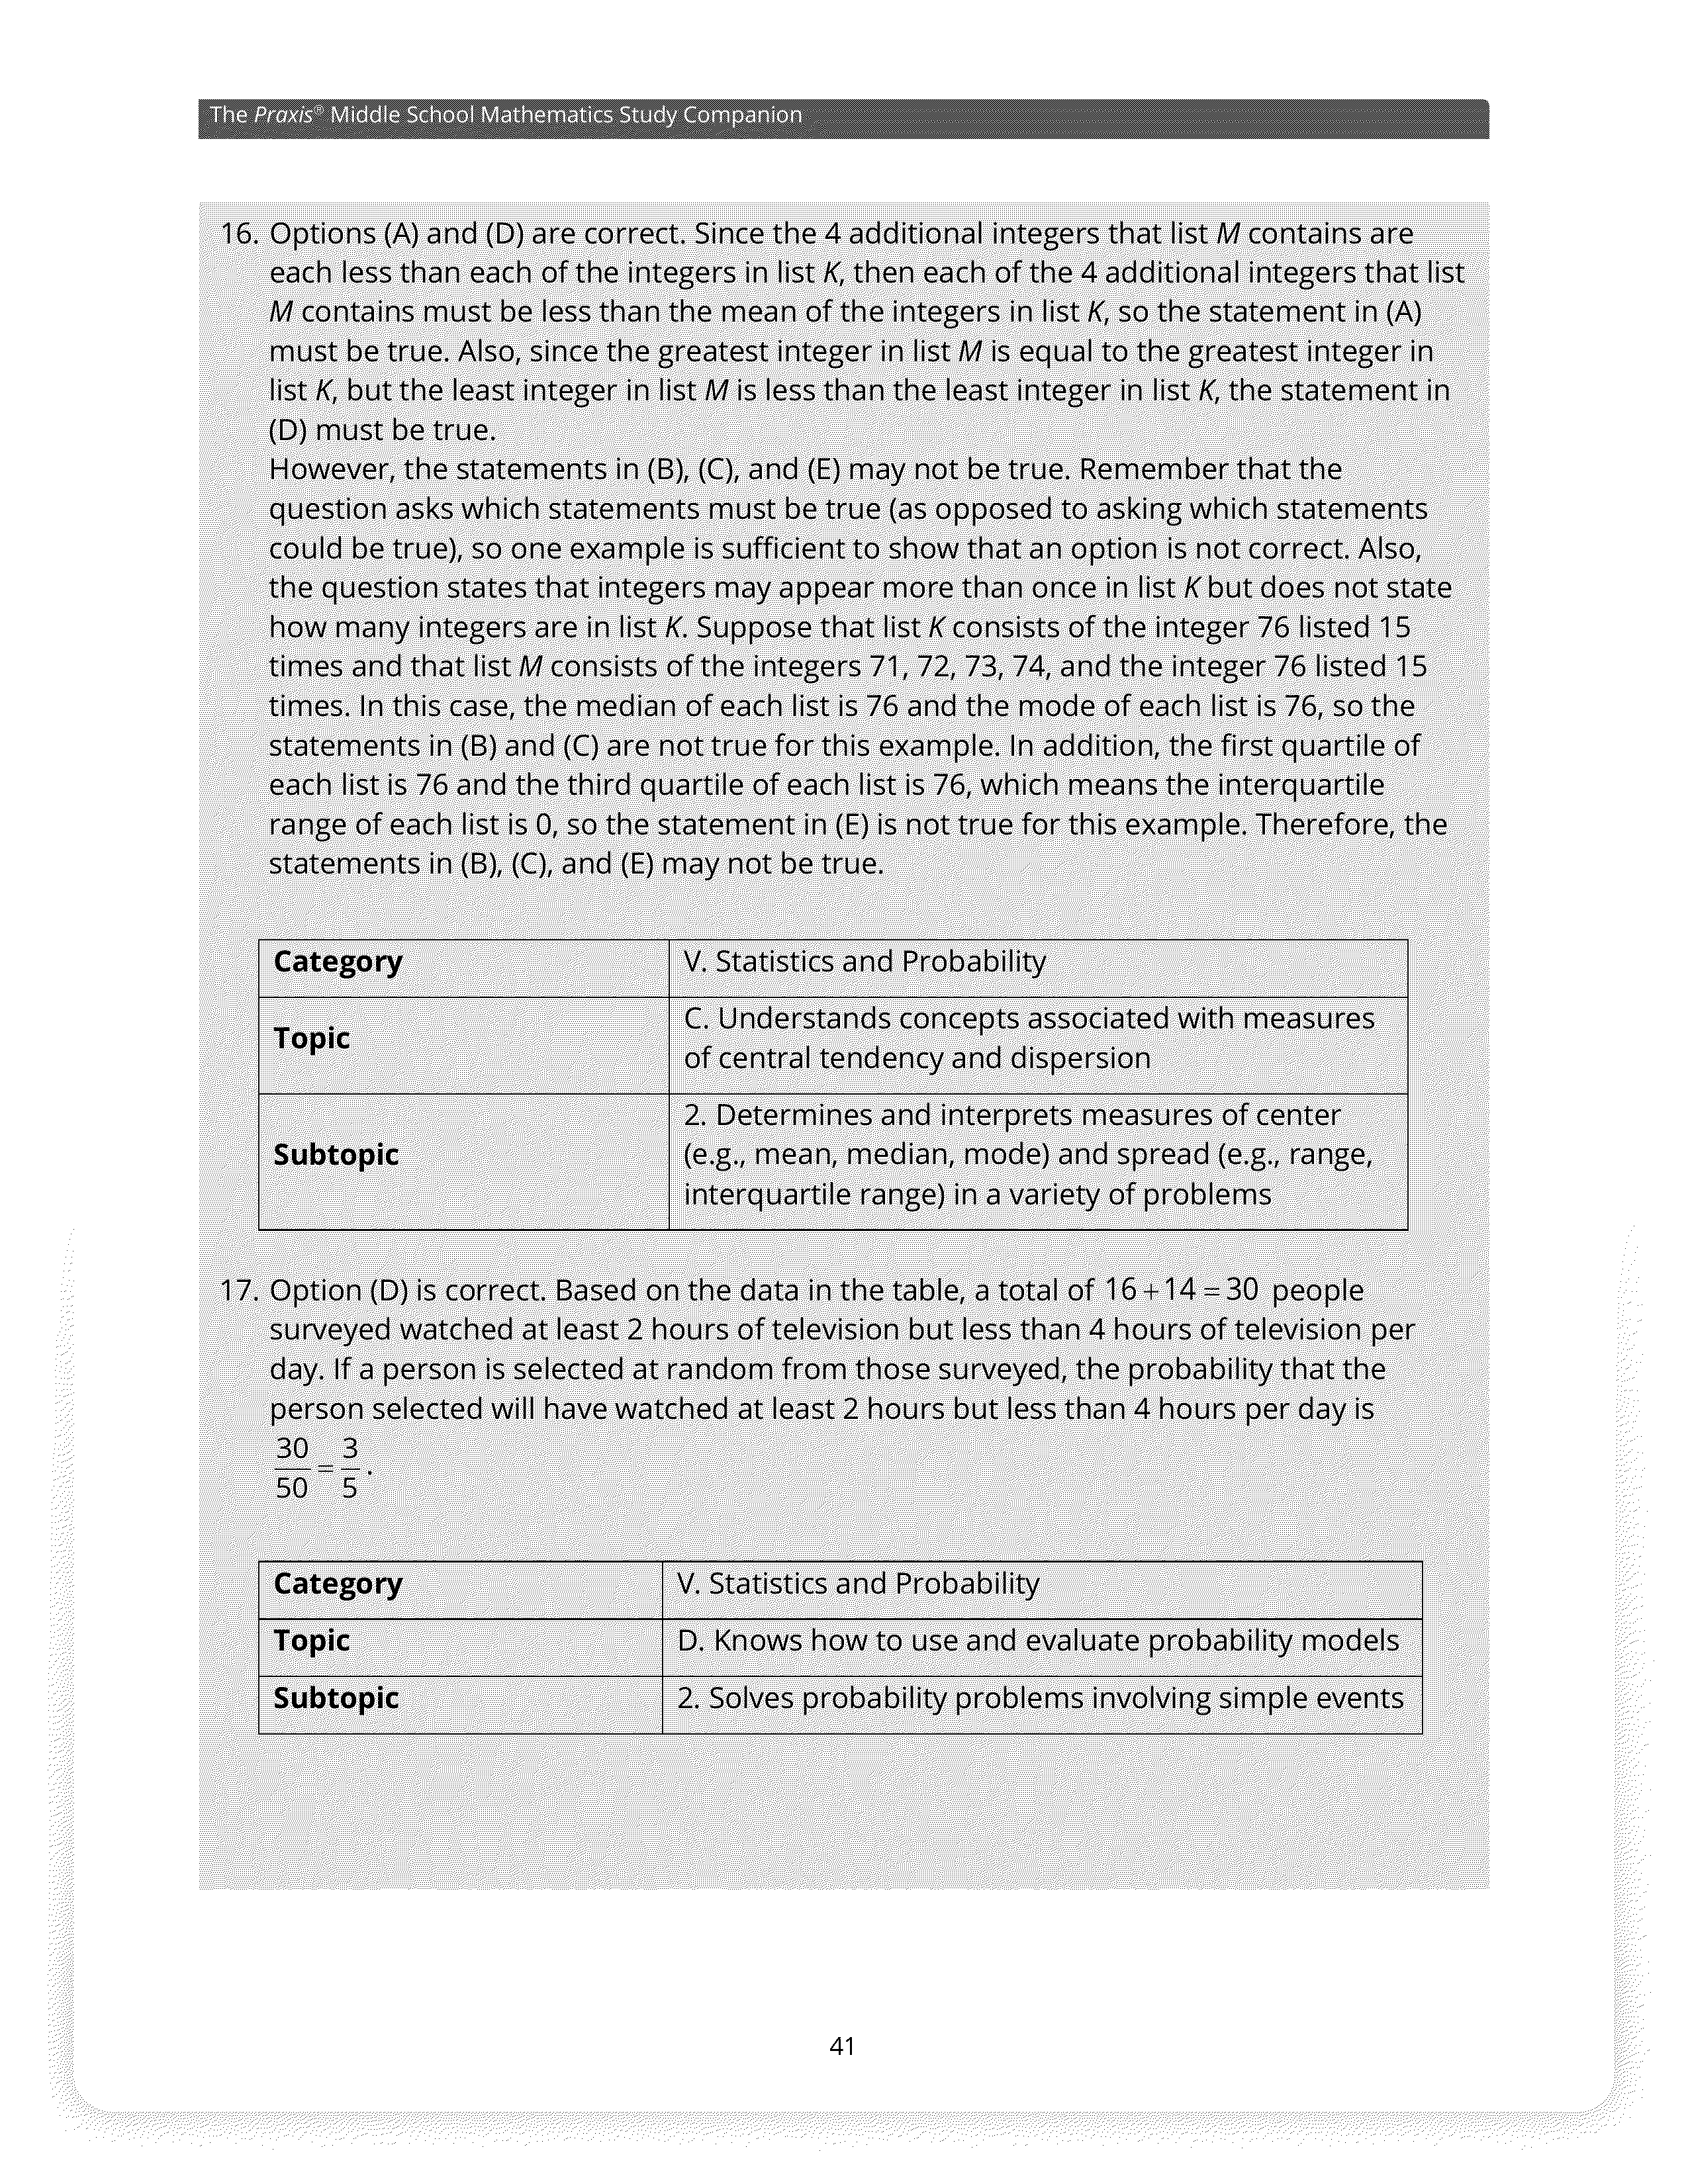 The Praxis® Middle School Mathematics Study Companion
16. Options (A) and (D) are correct. Since the 4 additional integers that list M contains are
each less than each of the integers in list K, then each of the 4 additional integers that list
M contains must be less than the mean of the integers in list K, so the statement in (A)
must be true. Also, since the greatest integer in list M is equal to the greatest integer in
list K, but the least integer in list M is less than the least integer in list K, the statement in
(D) must be true.
However, the statements in (B), (C), and (E) may not be true. Remember that the
question asks which statements must be true (as opposed to asking which statements
could be true), so one example is sufficient to show that an option is not correct. Also,
the question states that integers may appear more than once in list K but does not state
how many integers are in list K. Suppose that list K consists of the integer 76 listed 15
times and that list M consists of the integers 71, 72, 73, 74, and the integer 76 listed 15
times. In this case, the median of each list is 76 and the mode of each list is 76, so the
statements in (B) and (C) are not true for this example. In addition, the first quartile of
each list is 76 and the third quartile of each list is 76, which means the interquartile
range of each list is 0, so the statement in (E) is not true for this example. Therefore, the
statements in (B), (C), and (E) may not be true.
Category V. Statistics and Probability
Topic C. Understands concepts associated with measures
of central tendency and dispersion
Subtopic 2. Determines and interprets measures of center
(e.g., mean, median, mode) and spread (e.g., range,
interquartile range) in a variety of problems
17. Option (D) is correct. Based on the data in the table, a total of 16 + 14 = 30 people
surveyed watched at least 2 hours of television but less than 4 hours of television per
day. If a person is selected at random from those surveyed, the probability that the
person selected will have watched at least 2 hours but less than 4 hours per day is
30/50 = 3/5.
Category V. Statistics and Probability
Topic D. Knows how to use and evaluate probability models
Subtopic 2. Solves probability problems involving simple events
41